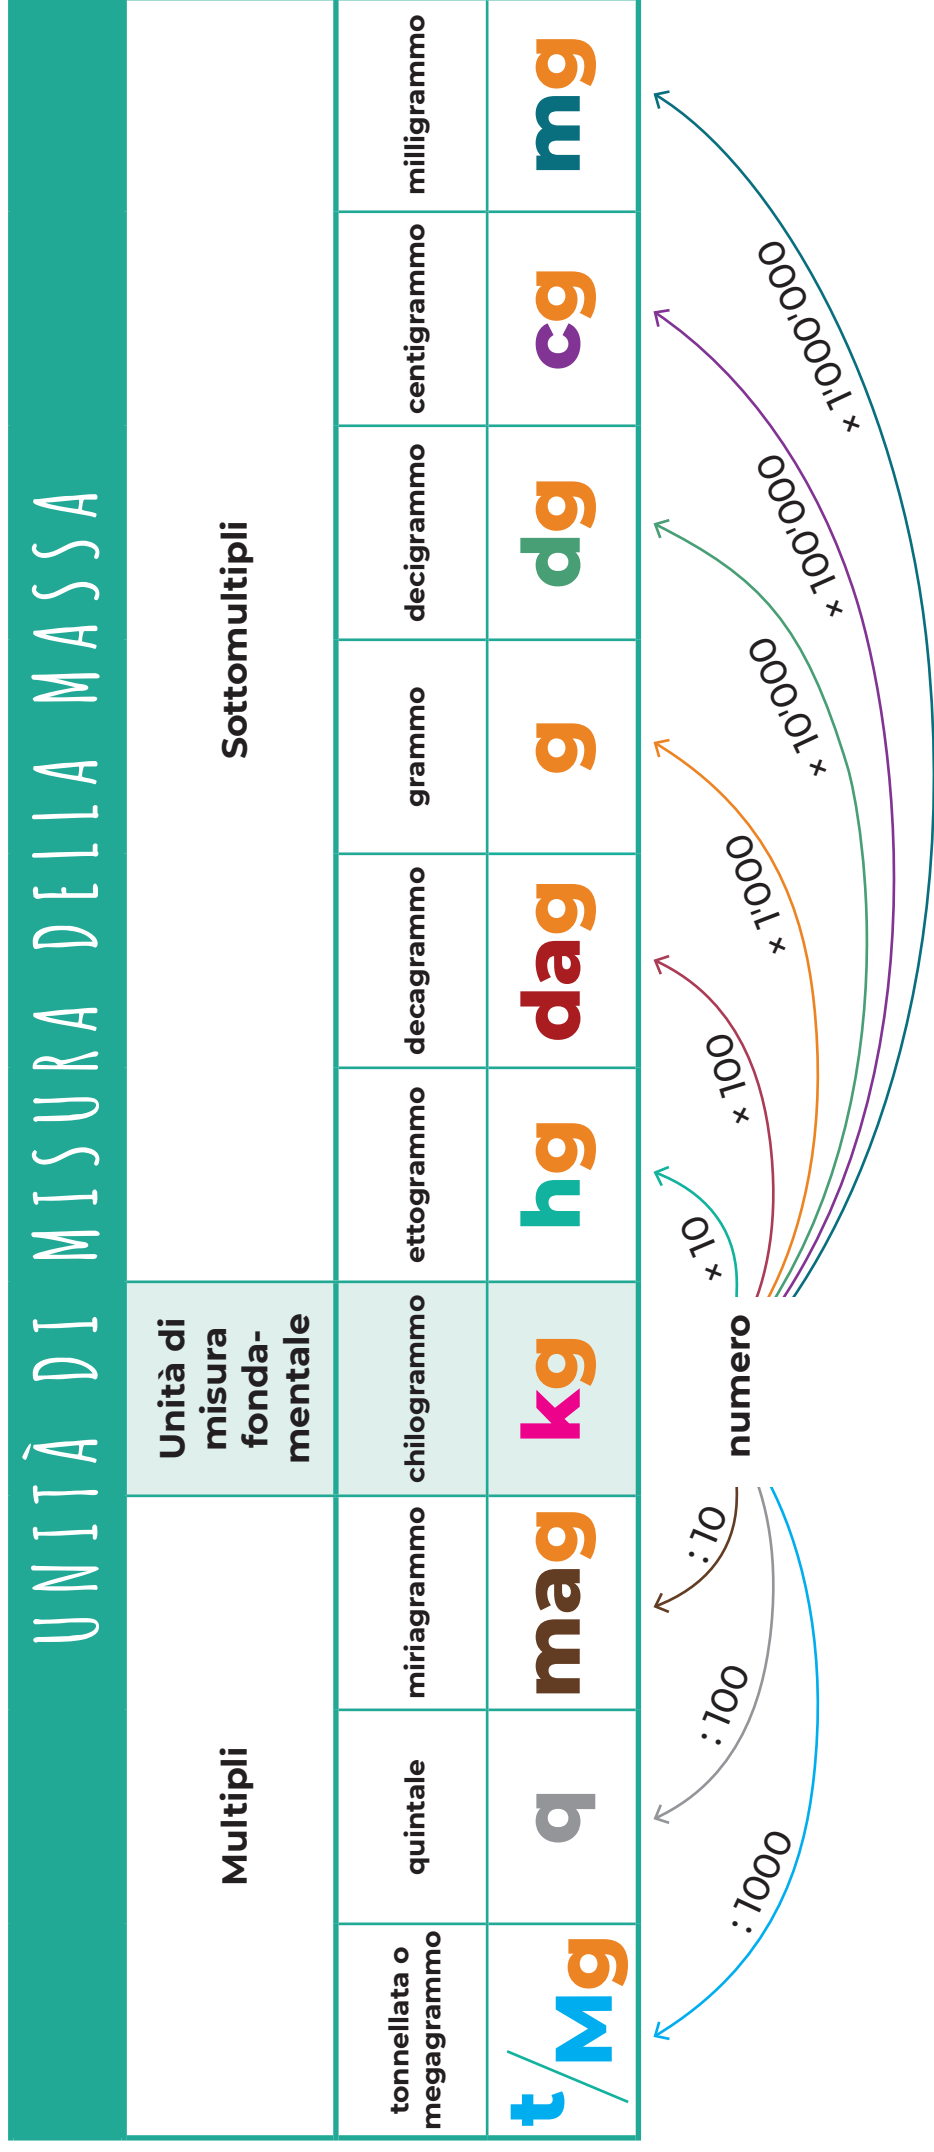 UNITÀ DI MISURA DELLA MASSA
Multipli
Unità di
misura
fonda-
mentale
Sottomultipli
tonnellata o
megagrammo
quintale
miriagrammo
chilogrammo
ettogrammo
decagrammo
grammo
decigrammo
centigrammo
milligrammo
t/Mg
q
mag
kg
hg
dag
g
dg
cg
mg
: 1000
: 100
: 10
numero
× 10
× 100
× 1'000
× 10'000
× 100'000
× 1'000'000